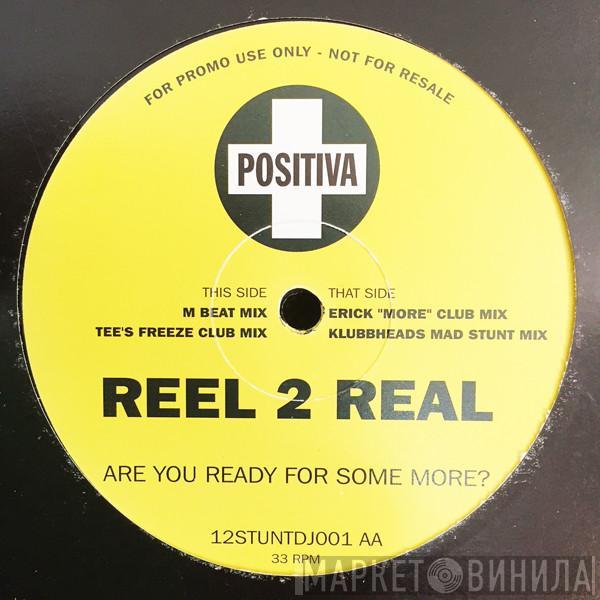 FOR PROMO USE ONLY - NOT FOR RESALE
POSITIVA
THIS SIDE
M BEAT MIX
TEE'S FREEZE CLUB MIX
THAT SIDE
ERICK "MORE" CLUB MIX
KLUBBHEADS MAD STUNT MIX
REEL 2 REAL
ARE YOU READY FOR SOME MORE?
12STUNTDJ001 AA
33 RPM
МАРКЕТ ВИНИЛА